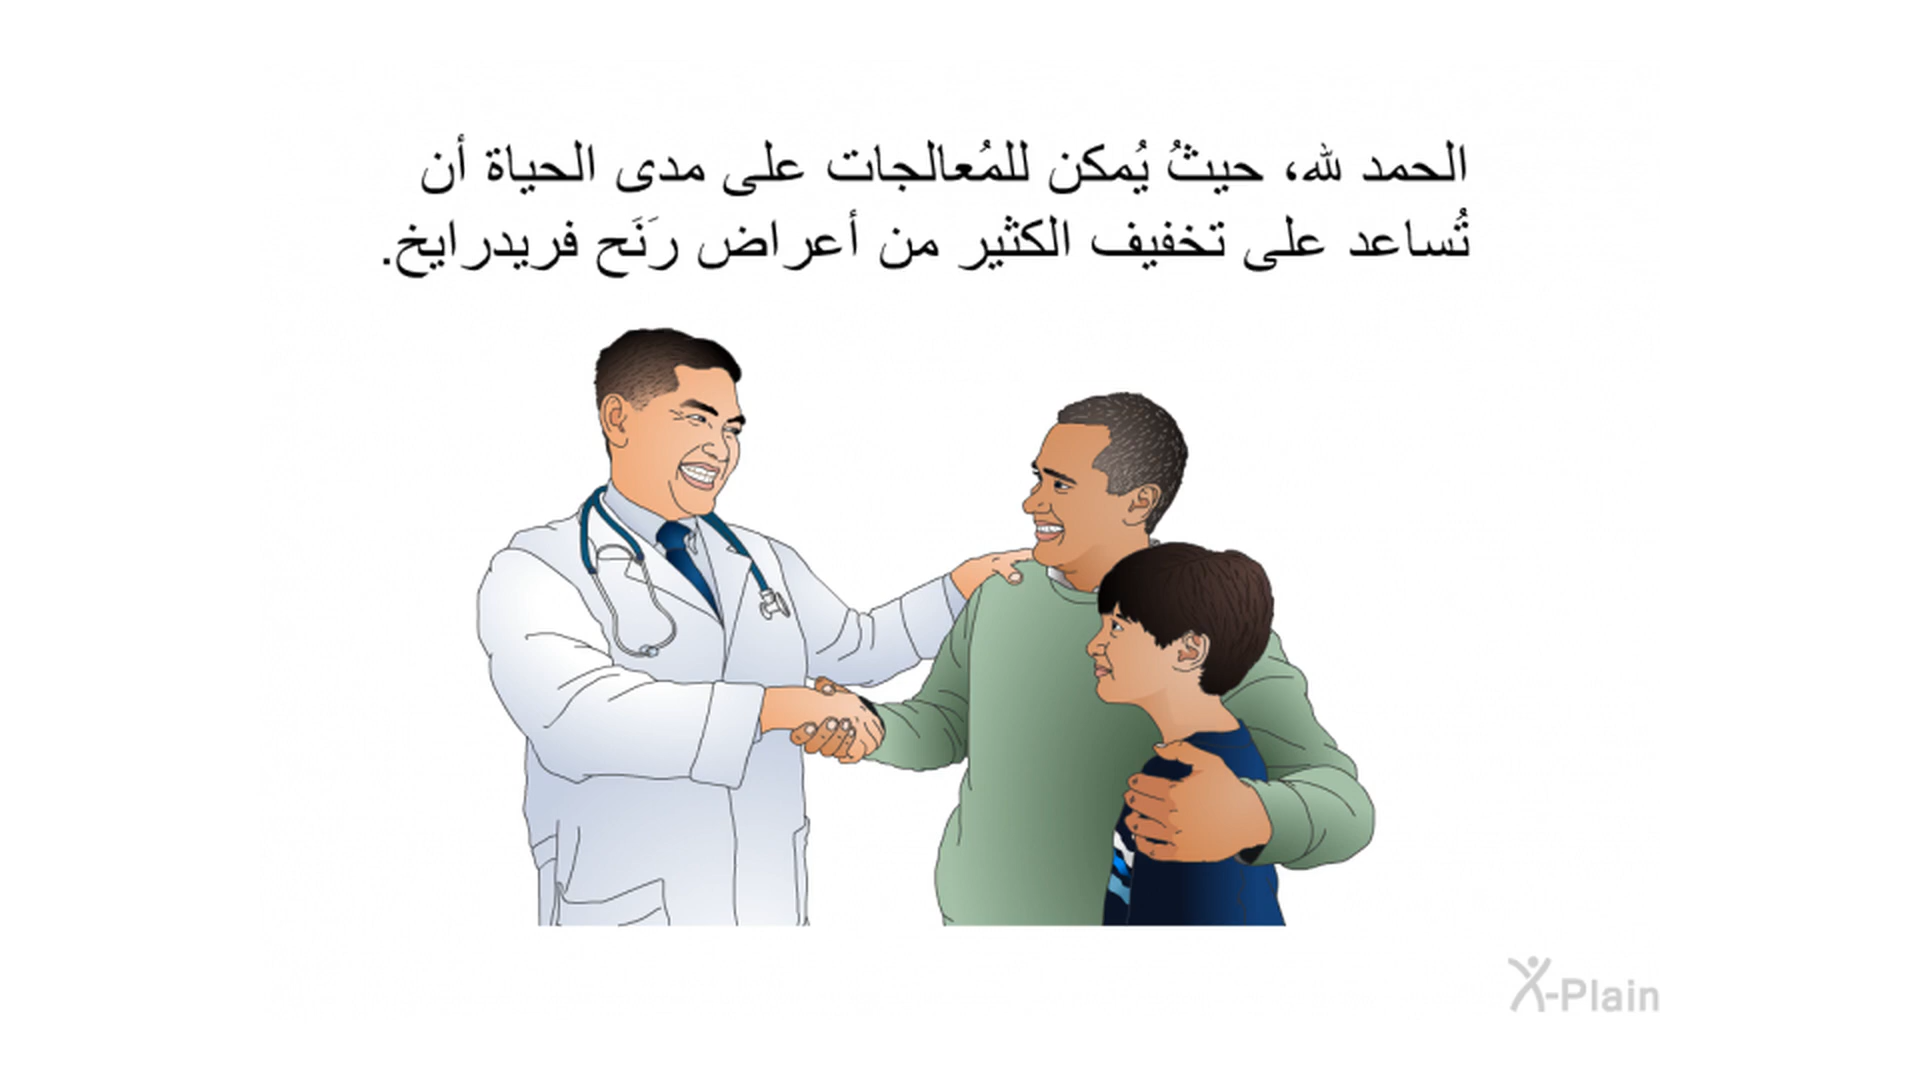 الحمد لله، حيثُ يُمكن للمُعالجات على مدى الحياة أن
تُساعد على تخفيف الكثير من أعراض رَنَح فريدرايخ.
X-Plain